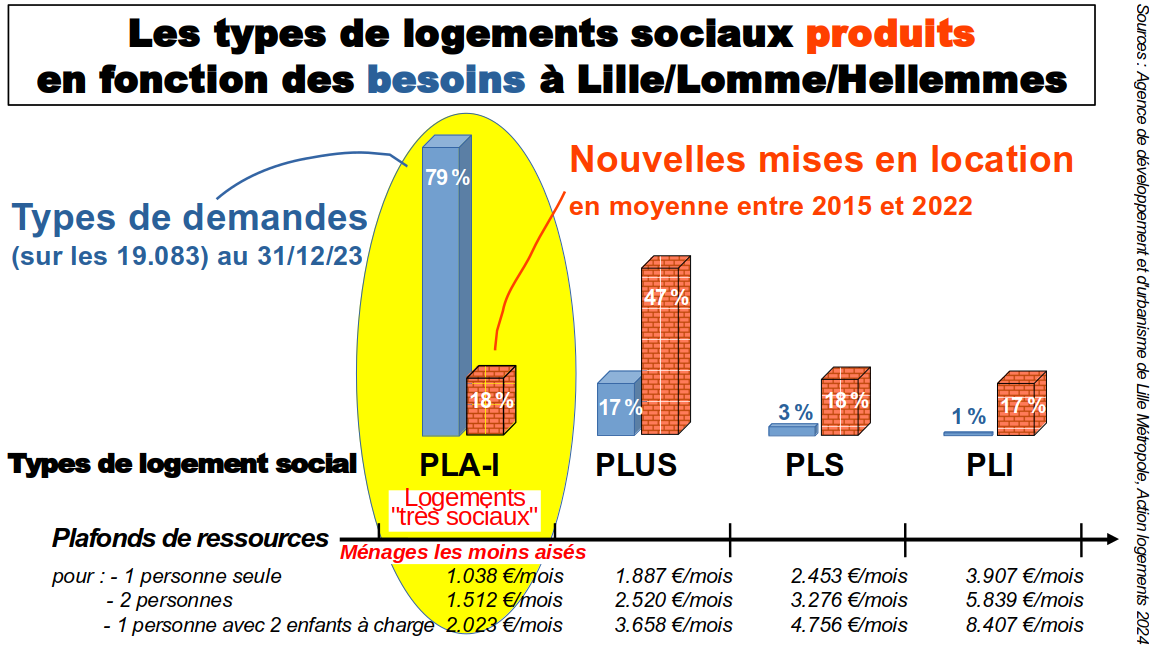 Les types de logements sociaux produits
en fonction des besoins à Lille/Lomme/Hellemmes
Sources : Agence de développement et d'urbanisme de Lille Métropole, Action logements 2024
Nouvelles mises en location
en moyenne entre 2015 et 2022
Types de demandes
(sur les 19.083) au 31/12/23
79 %
18 %
17 %
47 %
3 %
18 %
1 %
17 %
Types de logement social PLA-I PLUS PLS PLI
Logements
"très sociaux"
Plafonds de ressources
Ménages les moins aisés
pour : - 1 personne seule 1.038 €/mois 1.887 €/mois 2.453 €/mois 3.907 €/mois
- 2 personnes 1.512 €/mois 2.520 €/mois 3.276 €/mois 5.839 €/mois
- 1 personne avec 2 enfants à charge 2.023 €/mois 3.658 €/mois 4.756 €/mois 8.407 €/mois